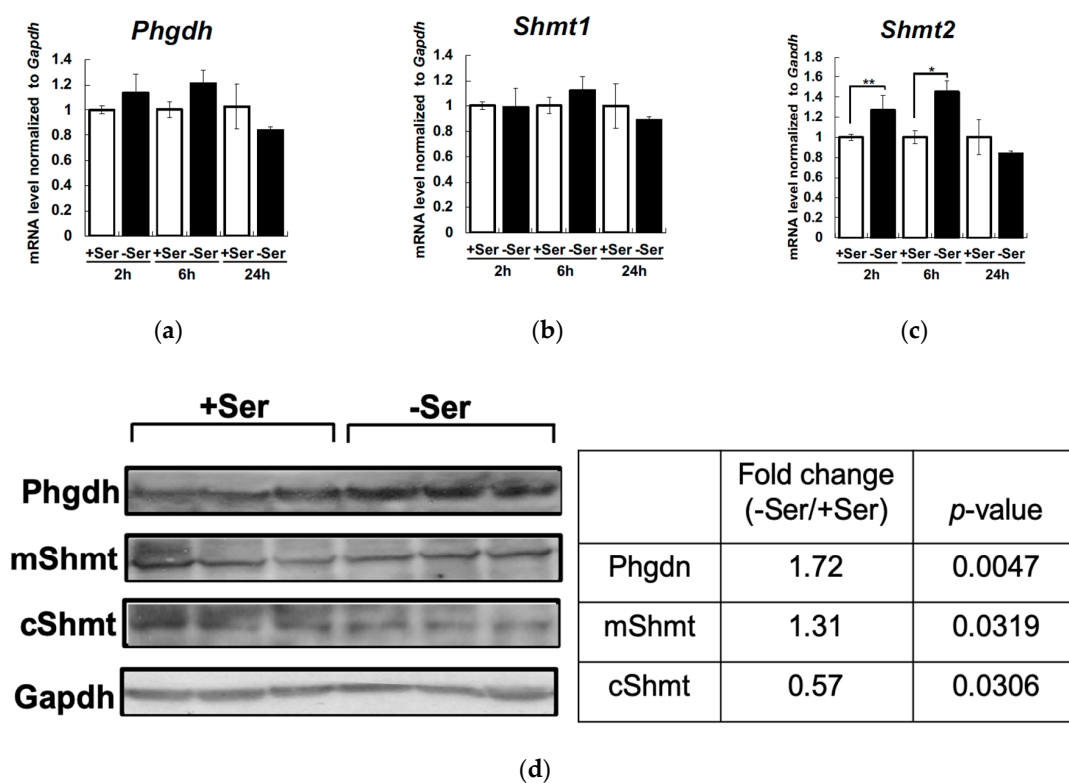 Phgdh
mRNA level normalized to Gapdh
1.4
1.2
1
0.8
0.6
0.4
0.2
0
+Ser -Ser +Ser -Ser +Ser -Ser
2h 6h 24h
(a)
Shmt1
mRNA level normalized to Gapdh
1.4
1.2
1
0.8
0.6
0.4
0.2
0
+Ser -Ser +Ser -Ser +Ser -Ser
2h 6h 24h
(b)
Shmt2
mRNA level normalized to Gapdh
1.8
1.6
1.4
1.2
1
0.8
0.6
0.4
0.2
0
** *
+Ser -Ser +Ser -Ser +Ser -Ser
2h 6h 24h
(c)
+Ser -Ser
Phgdh
mShmt
cShmt
Gapdh
Fold change
(-Ser/+Ser) p-value
Phgdn 1.72 0.0047
mShmt 1.31 0.0319
cShmt 0.57 0.0306
(d)